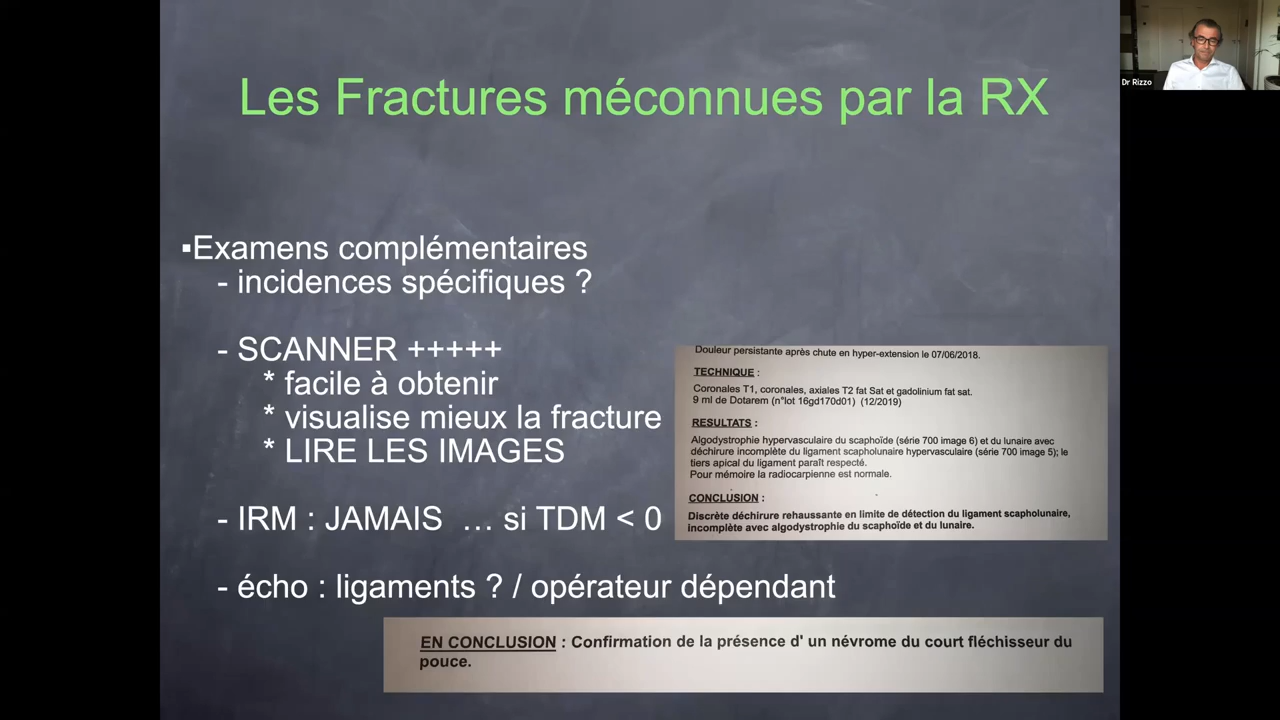 Les Fractures méconnues par la RX
Dr Rizzo
▪Examens complémentaires
- incidences spécifiques ?
- SCANNER +++++
* facile à obtenir
* visualise mieux la fracture
* LIRE LES IMAGES
- IRM : JAMAIS … si TDM < 0
- écho : ligaments ? / opérateur dépendant
Douleur persistante après chute en hyper-extension le 07/06/2018.
TECHNIQUE :
Coronales T1, coronales, axiales T2 fat Sat et gadolinium fat sat.
9 ml de Dotarem (n°lot 16gd170d01) (12/2019)
RESULTATS :
Algodystrophie hypervasculaire du scaphoïde (série 700 image 6) et du lunaire avec
déchirure incomplète du ligament scapholunaire hypervasculaire (série 700 image 5); le
tiers apical du ligament paraît respecté.
Pour mémoire la radiocarpienne est normale.
CONCLUSION :
Discrète déchirure rehaussante en limite de détection du ligament scapholunaire,
incomplète avec algodystrophie du scaphoïde et du lunaire.
EN CONCLUSION : Confirmation de la présence d' un névrome du court fléchisseur du
pouce.